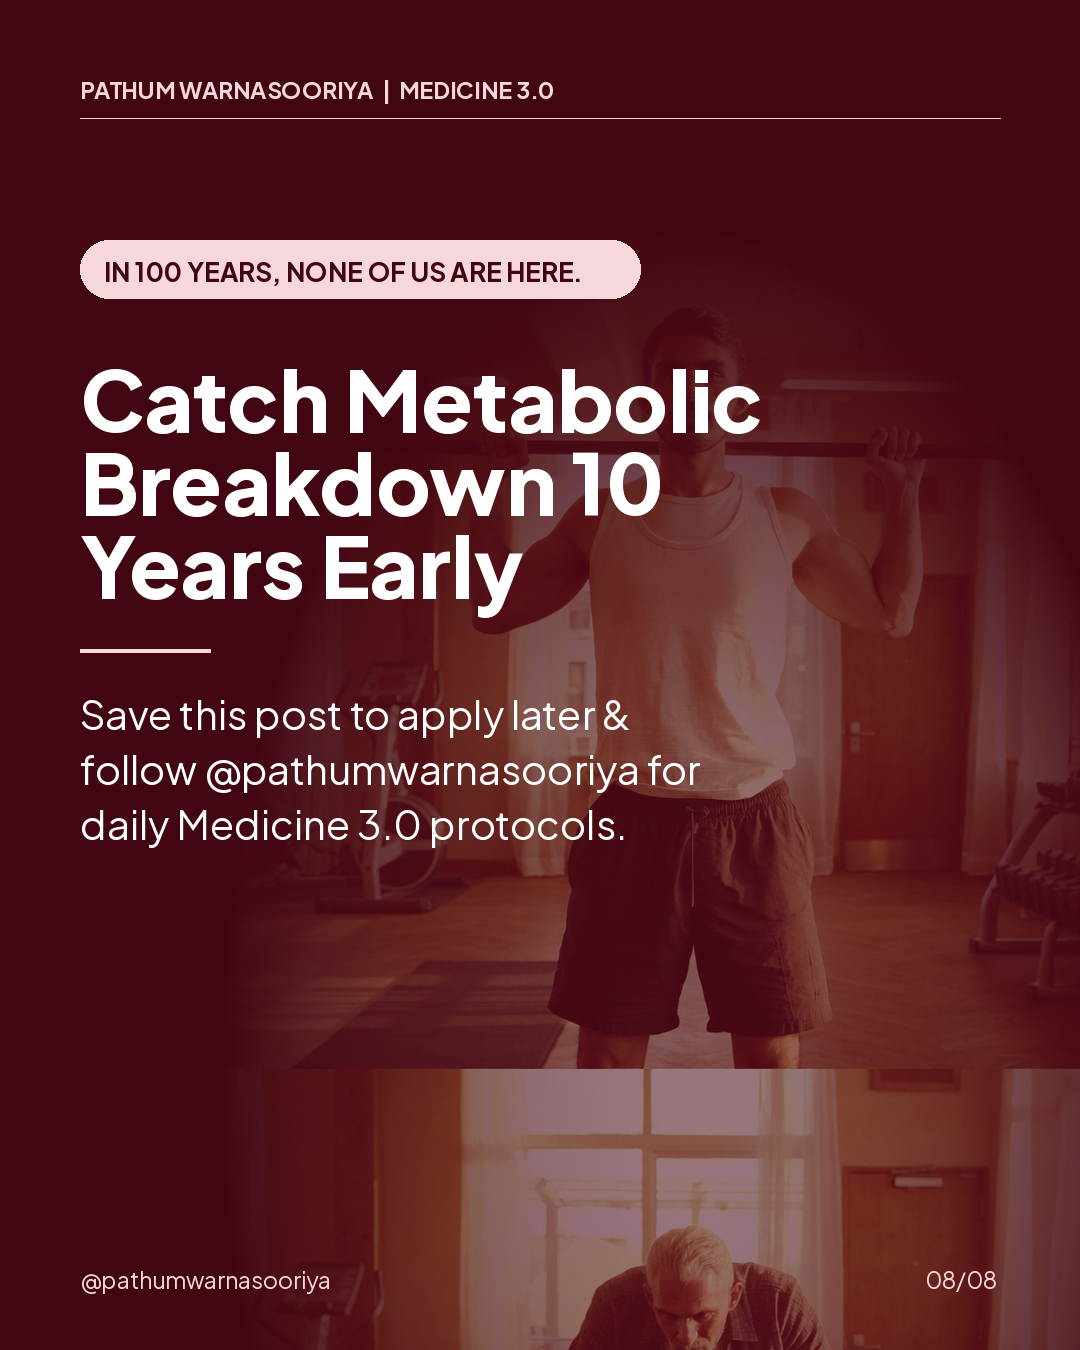 PATHUM WARNASOORIYA | MEDICINE 3.0
IN 100 YEARS, NONE OF US ARE HERE.
Catch Metabolic
Breakdown 10
Years Early
Save this post to apply later &
follow @pathumwarnasooriya for
daily Medicine 3.0 protocols.
@pathumwarnasooriya
08/08